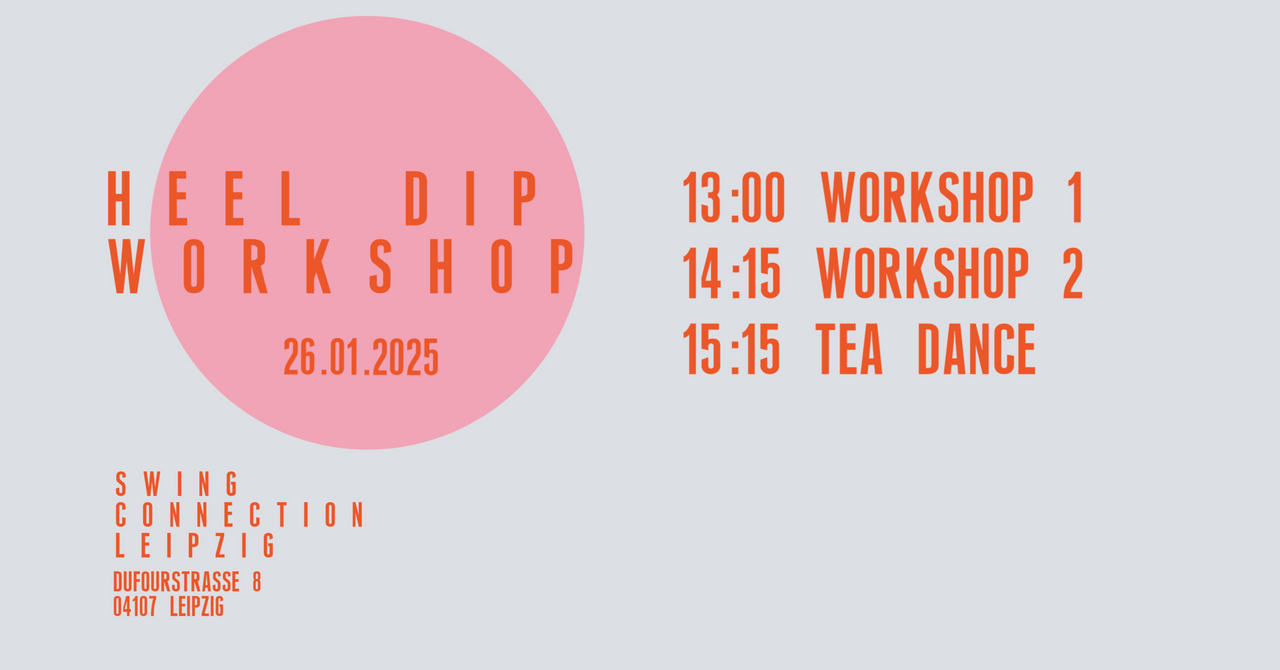 HEEL DIP
WORKSHOP
26.01.2025
13:00 WORKSHOP 1
14:15 WORKSHOP 2
15:15 TEA DANCE
SWING
CONNECTION
LEIPZIG
DUFOURSTRASSE 8
04107 LEIPZIG